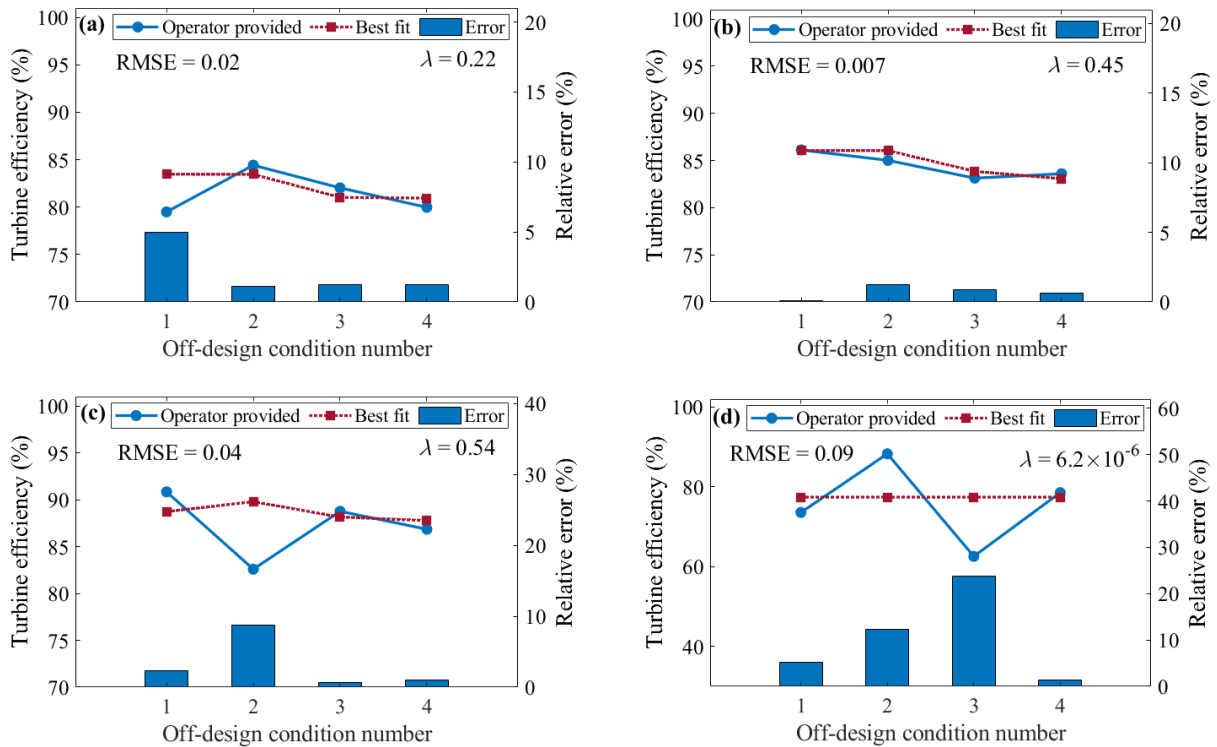 (a)
Operator provided
Best fit
Error
RMSE = 0.02
λ = 0.22
Turbine efficiency (%)
100
95
90
85
80
75
70
Relative error (%)
20
15
10
5
0
1 2 3 4
Off-design condition number
(b)
Operator provided
Best fit
Error
RMSE = 0.007
λ = 0.45
Turbine efficiency (%)
100
95
90
85
80
75
70
Relative error (%)
20
15
10
5
0
1 2 3 4
Off-design condition number
(c)
Operator provided
Best fit
Error
RMSE = 0.04
λ = 0.54
Turbine efficiency (%)
100
95
90
85
80
75
70
Relative error (%)
40
30
20
10
0
1 2 3 4
Off-design condition number
(d)
Operator provided
Best fit
Error
RMSE = 0.09
λ = 6.2×10⁻⁶
Turbine efficiency (%)
100
80
60
40
Relative error (%)
60
50
40
30
20
10
0
1 2 3 4
Off-design condition number